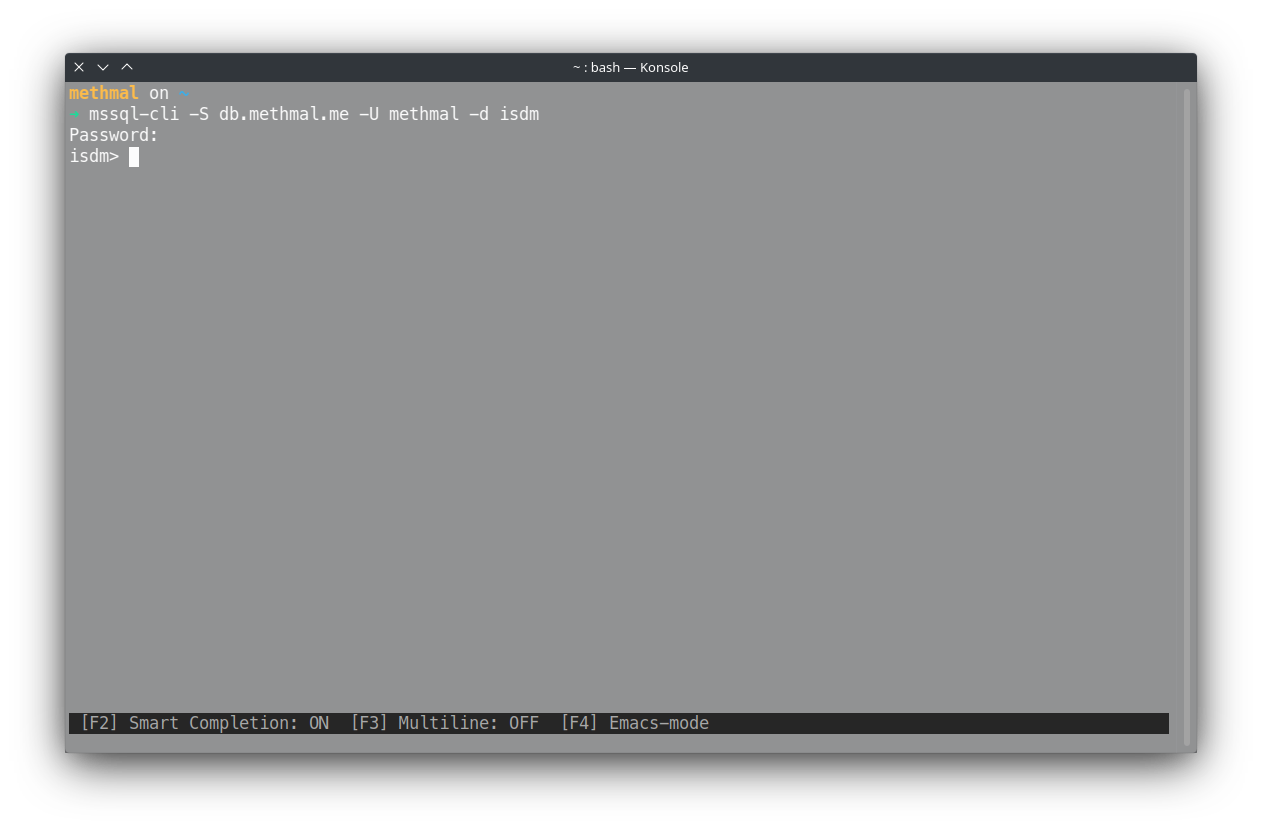 ~ : bash — Konsole
methmal on ~
→ mssql-cli -S db.methmal.me -U methmal -d isdm
Password:
isdm>
[F2] Smart Completion: ON [F3] Multiline: OFF [F4] Emacs-mode